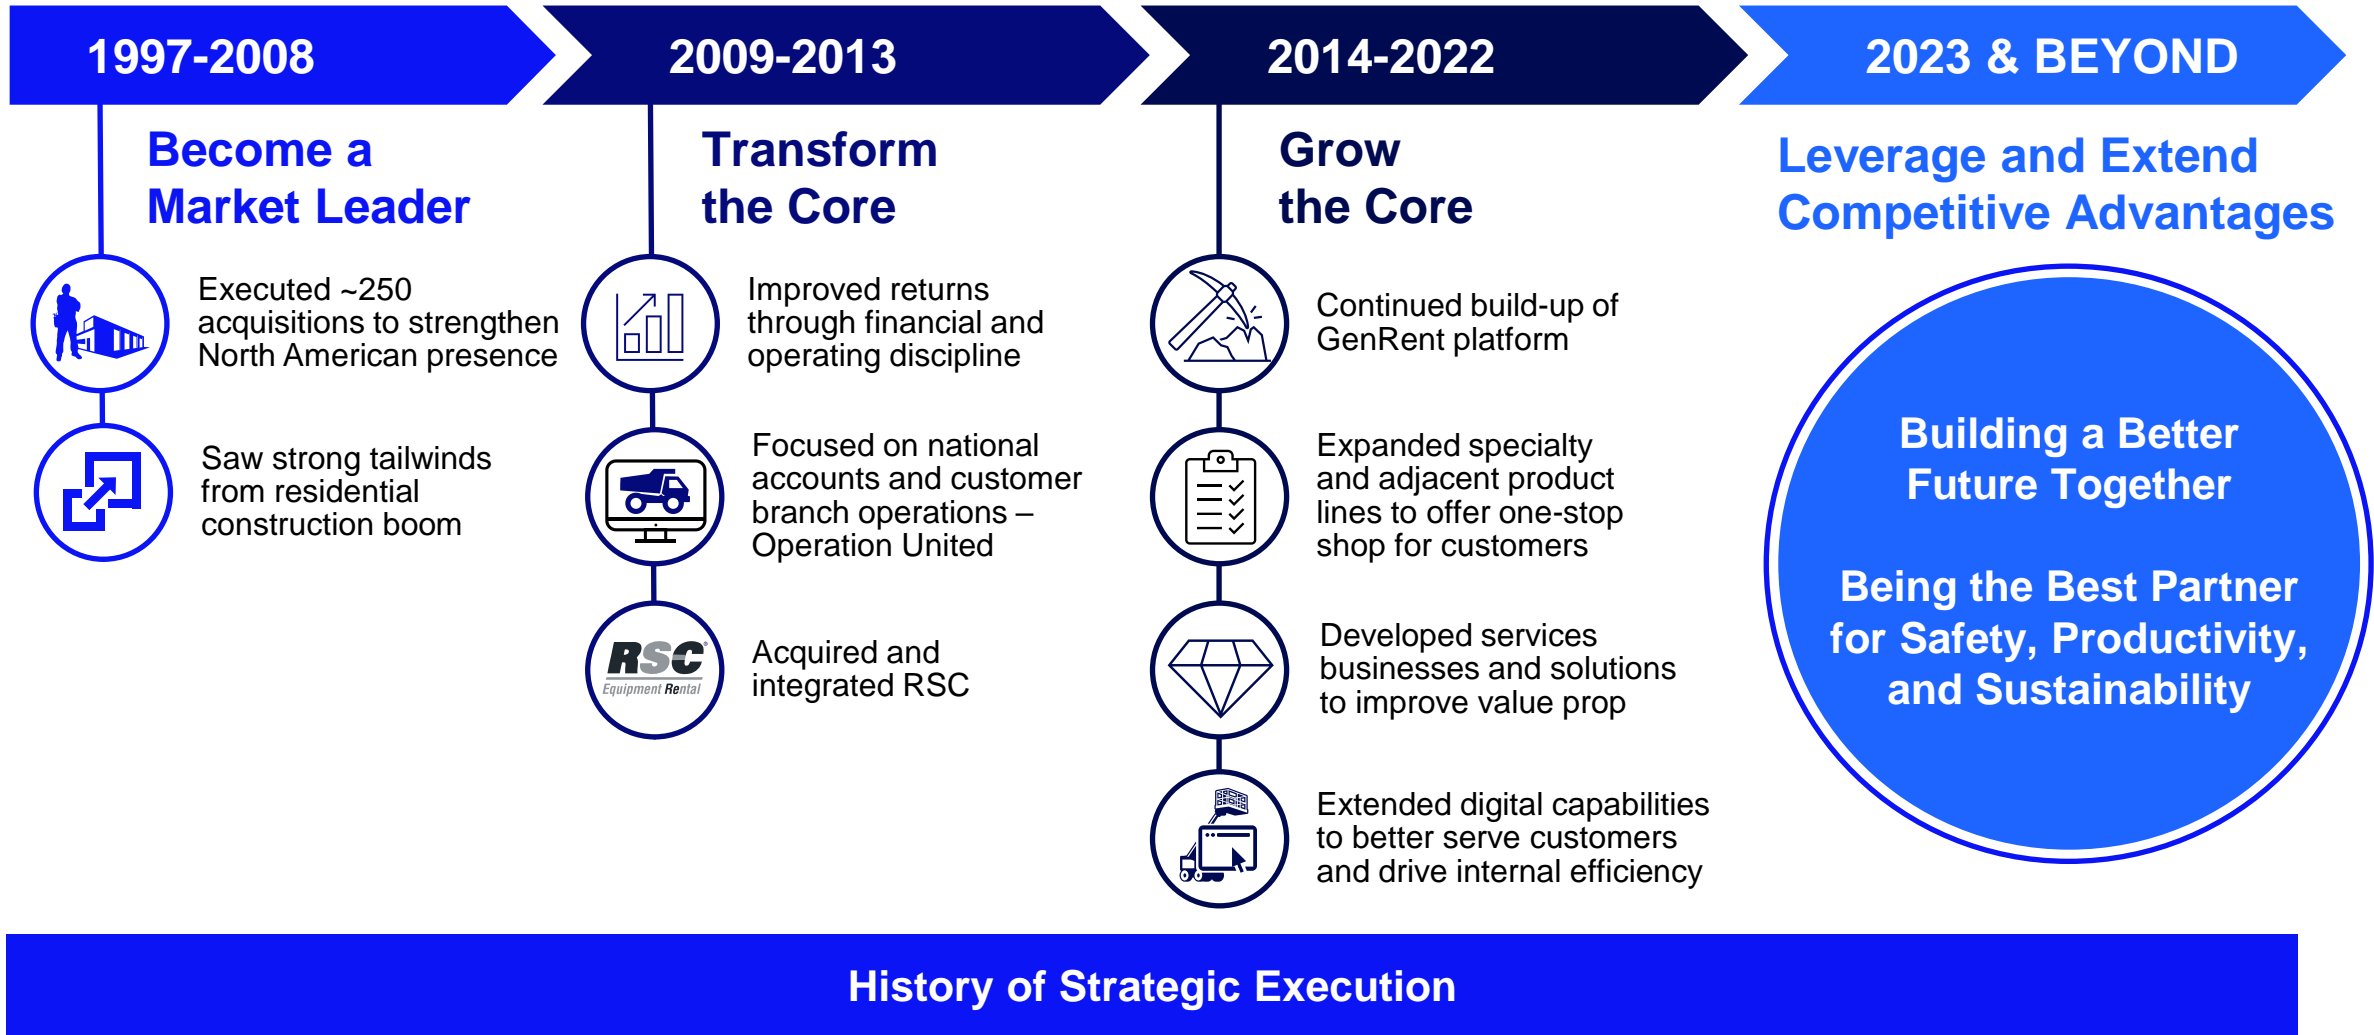 1997-2008
2009-2013
2014-2022
2023 & BEYOND
Become a
Market Leader
Executed ~250
acquisitions to strengthen
North American presence
Saw strong tailwinds
from residential
construction boom
Transform
the Core
Improved returns
through financial and
operating discipline
Focused on national
accounts and customer
branch operations –
Operation United
RSC
Equipment Rental
Acquired and
integrated RSC
Grow
the Core
Continued build-up of
GenRent platform
Expanded specialty
and adjacent product
lines to offer one-stop
shop for customers
Developed services
businesses and solutions
to improve value prop
Extended digital capabilities
to better serve customers
and drive internal efficiency
Leverage and Extend
Competitive Advantages
Building a Better
Future Together
Being the Best Partner
for Safety, Productivity,
and Sustainability
History of Strategic Execution